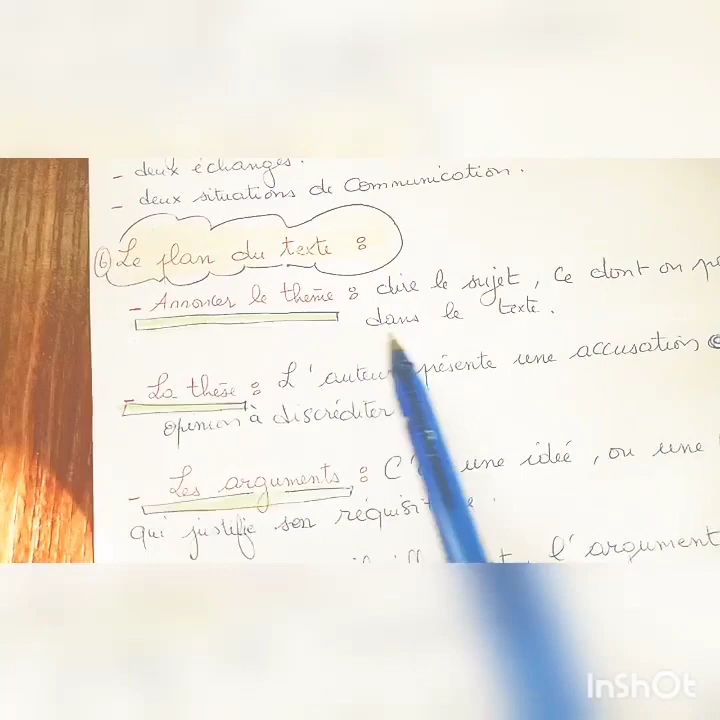 - deux échanges.
- deux situations de communication.
⑥ Le plan du texte :
- Annoncer le thème : dire le sujet, ce dont on
dans le texte.
- La thèse : L'auteur présente une accusation
opinion à discréditer
- Les arguments : une idée, ou une
qui justifie son
l'argument
InShOt